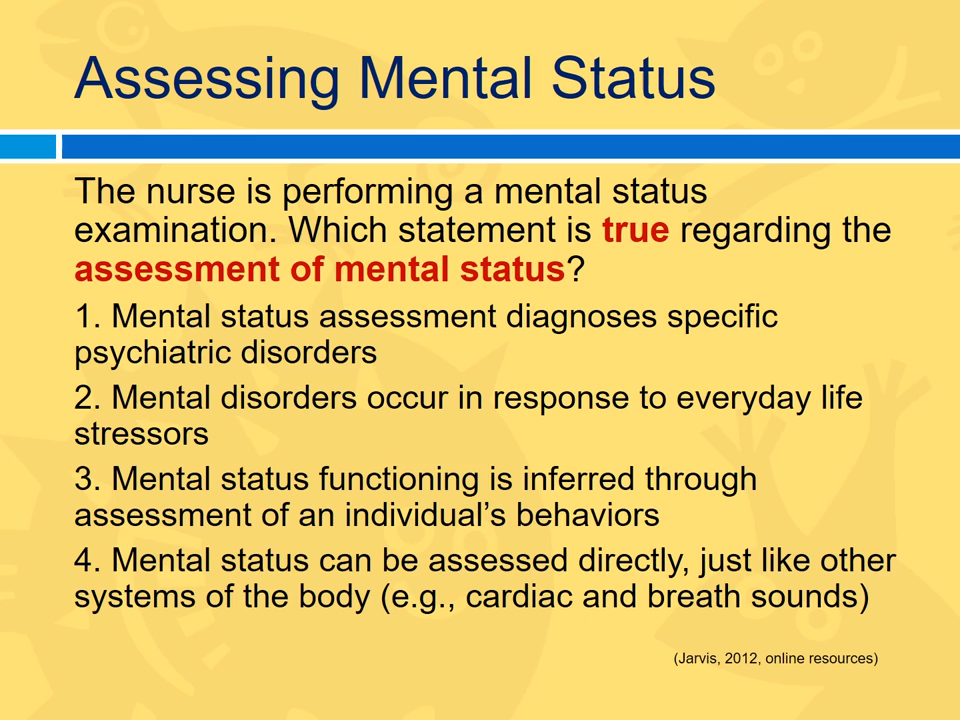 Assessing Mental Status
The nurse is performing a mental status
examination. Which statement is true regarding the
assessment of mental status?
1. Mental status assessment diagnoses specific
psychiatric disorders
2. Mental disorders occur in response to everyday life
stressors
3. Mental status functioning is inferred through
assessment of an individual’s behaviors
4. Mental status can be assessed directly, just like other
systems of the body (e.g., cardiac and breath sounds)
(Jarvis, 2012, online resources)